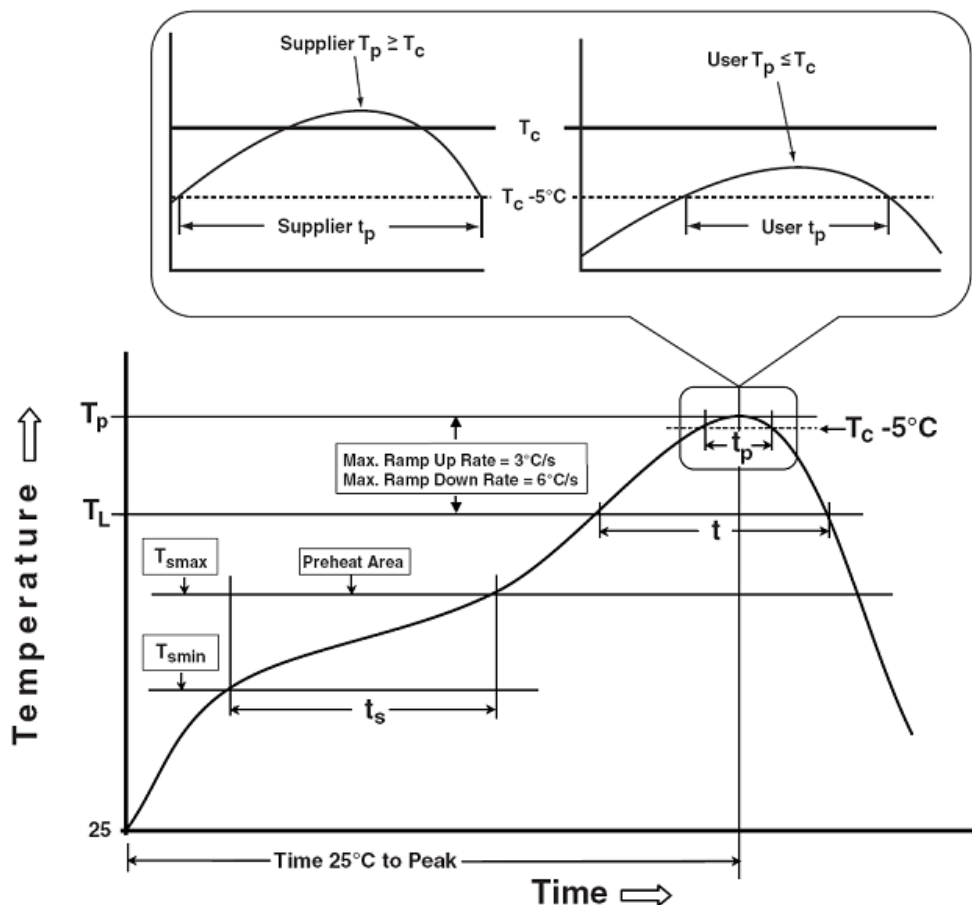 Supplier Tp ≥ Tc
User Tp ≤ Tc
Tc
Tc -5°C
Supplier tp
User tp
Tp
Tc -5°C
tp
Max. Ramp Up Rate = 3°C/s
Max. Ramp Down Rate = 6°C/s
TL
t
Tsmax
Preheat Area
Tsmin
ts
Temperature
25
Time 25°C to Peak
Time